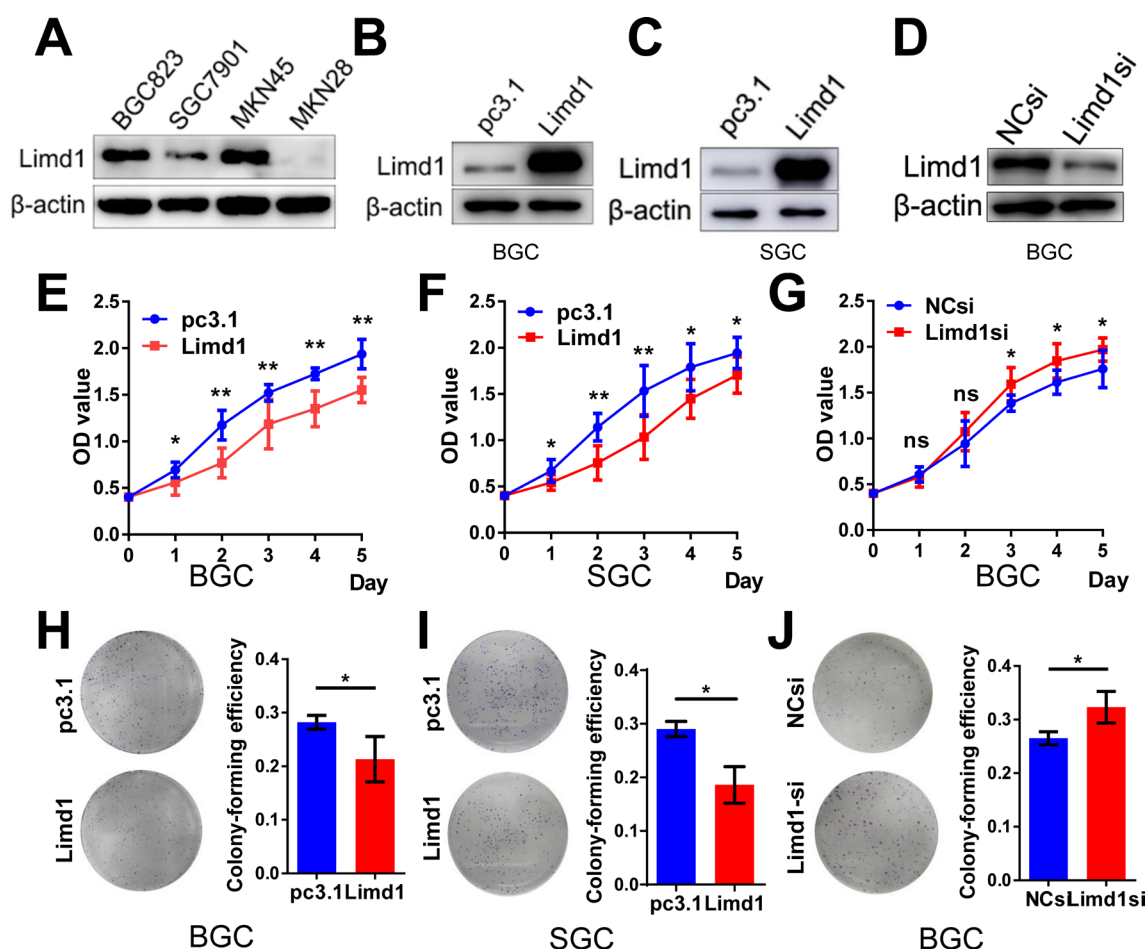 A
BGC823
SGC7901
MKN45
MKN28
Limd1
β-actin
B
pc3.1
Limd1
Limd1
β-actin
BGC
C
pc3.1
Limd1
Limd1
β-actin
SGC
D
NCsi
Limd1si
Limd1
β-actin
BGC
E
2.5
2.0
1.5
1.0
0.5
0.0
OD value
pc3.1
Limd1
*
**
**
**
**
0 1 2 3 4 5
BGC
Day
F
2.5
2.0
1.5
1.0
0.5
0.0
OD value
pc3.1
Limd1
*
**
**
*
*
0 1 2 3 4 5
SGC
Day
G
2.5
2.0
1.5
1.0
0.5
0.0
OD value
NCsi
Limd1si
ns
ns
*
*
*
0 1 2 3 4 5
BGC
Day
H
pc3.1
Limd1
Colony-forming efficiency
0.4
0.3
0.2
0.1
0.0
*
pc3.1 Limd1
BGC
I
pc3.1
Limd1
Colony-forming efficiency
0.4
0.3
0.2
0.1
0.0
*
pc3.1 Limd1
SGC
J
NCsi
Limd1-si
Colony-forming efficiency
0.4
0.3
0.2
0.1
0.0
*
NCsi Limd1si
BGC